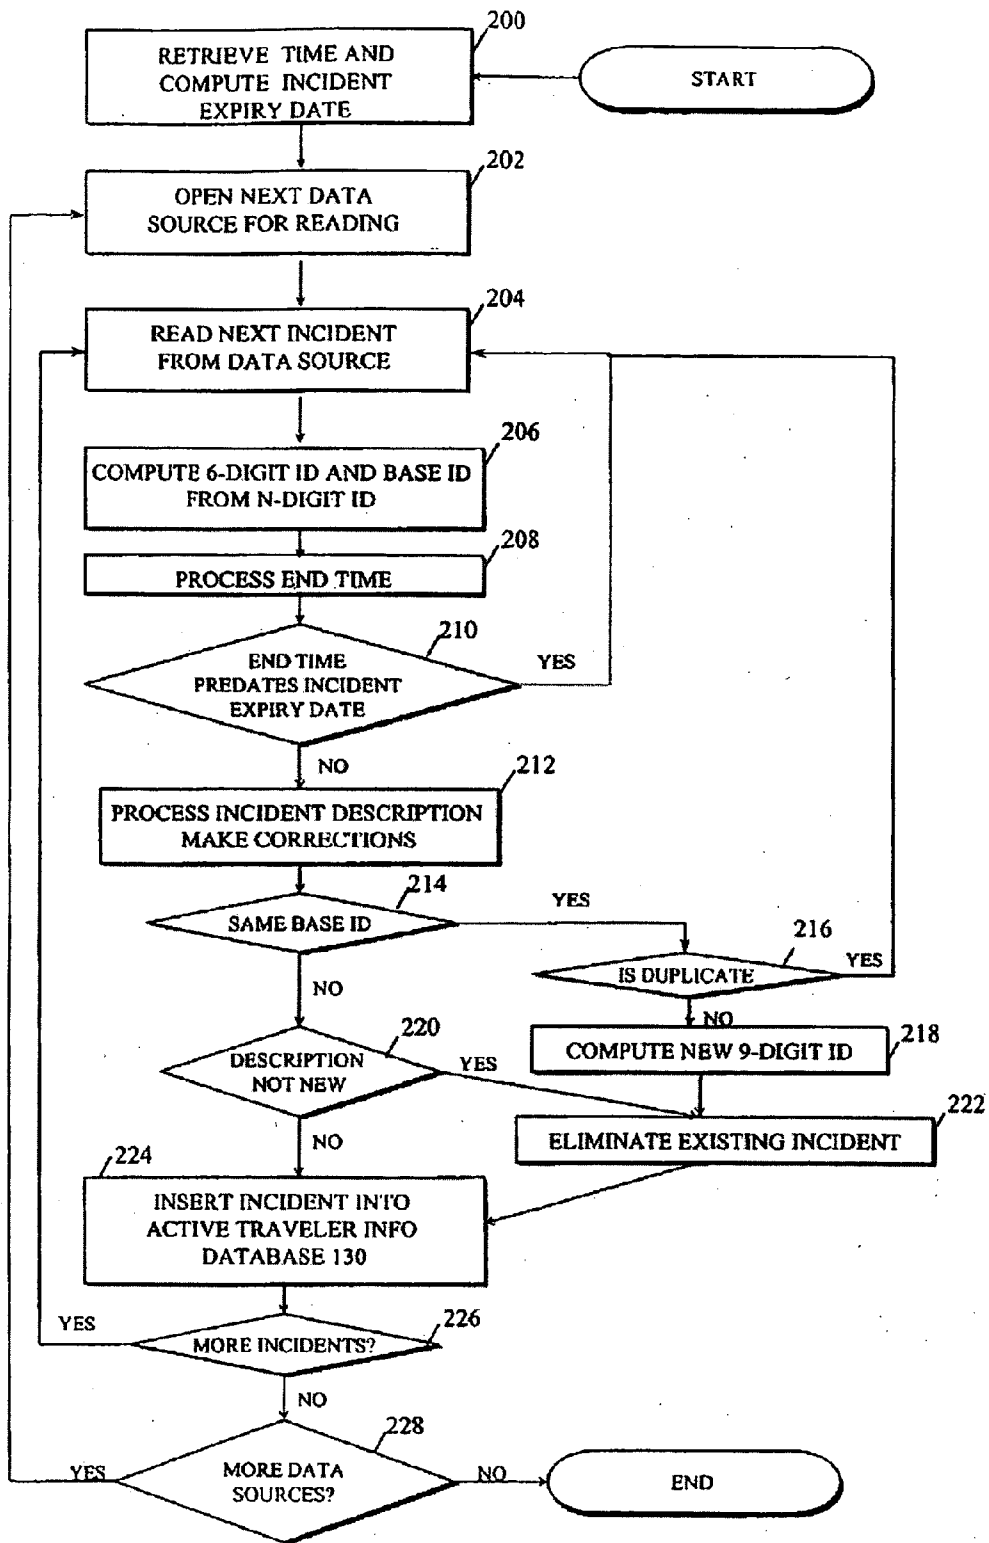 200
RETRIEVE TIME AND
COMPUTE INCIDENT
EXPIRY DATE
START
202
OPEN NEXT DATA
SOURCE FOR READING
204
READ NEXT INCIDENT
FROM DATA SOURCE
206
COMPUTE 6-DIGIT ID AND BASE ID
FROM N-DIGIT ID
208
PROCESS END TIME
210
END TIME
PREDATES INCIDENT
EXPIRY DATE
YES
NO
212
PROCESS INCIDENT DESCRIPTION
MAKE CORRECTIONS
214
SAME BASE ID
YES
216
IS DUPLICATE
YES
NO
NO
218
COMPUTE NEW 9-DIGIT ID
220
DESCRIPTION
NOT NEW
YES
NO
222
ELIMINATE EXISTING INCIDENT
224
INSERT INCIDENT INTO
ACTIVE TRAVELER INFO
DATABASE 130
226
MORE INCIDENTS?
YES
NO
228
MORE DATA
SOURCES?
YES
NO
END